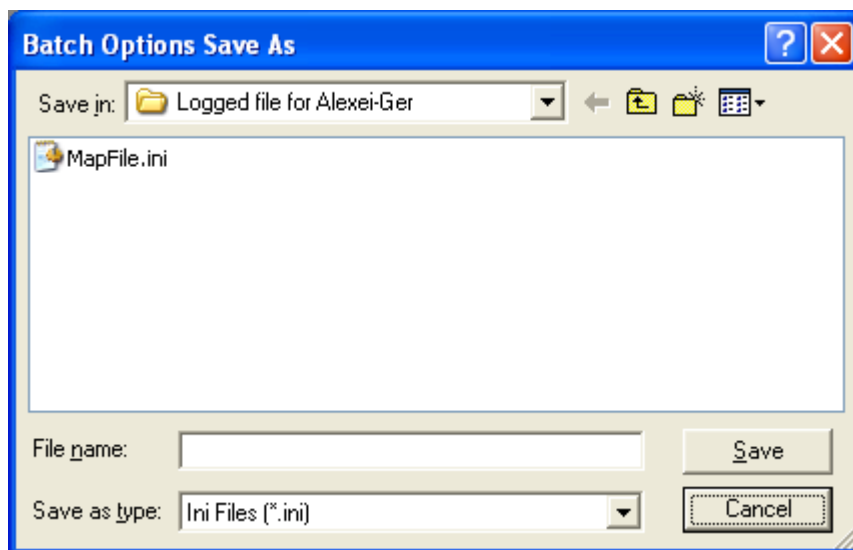 Batch Options Save As
Save in: Logged file for Alexei-Ger
MapFile.ini
File name: Save
Save as type: Ini Files (*.ini) Cancel